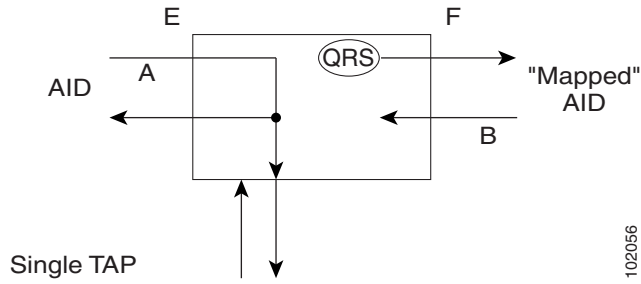 E
F
A
QRS
AID
"Mapped"
AID
B
Single TAP
102056